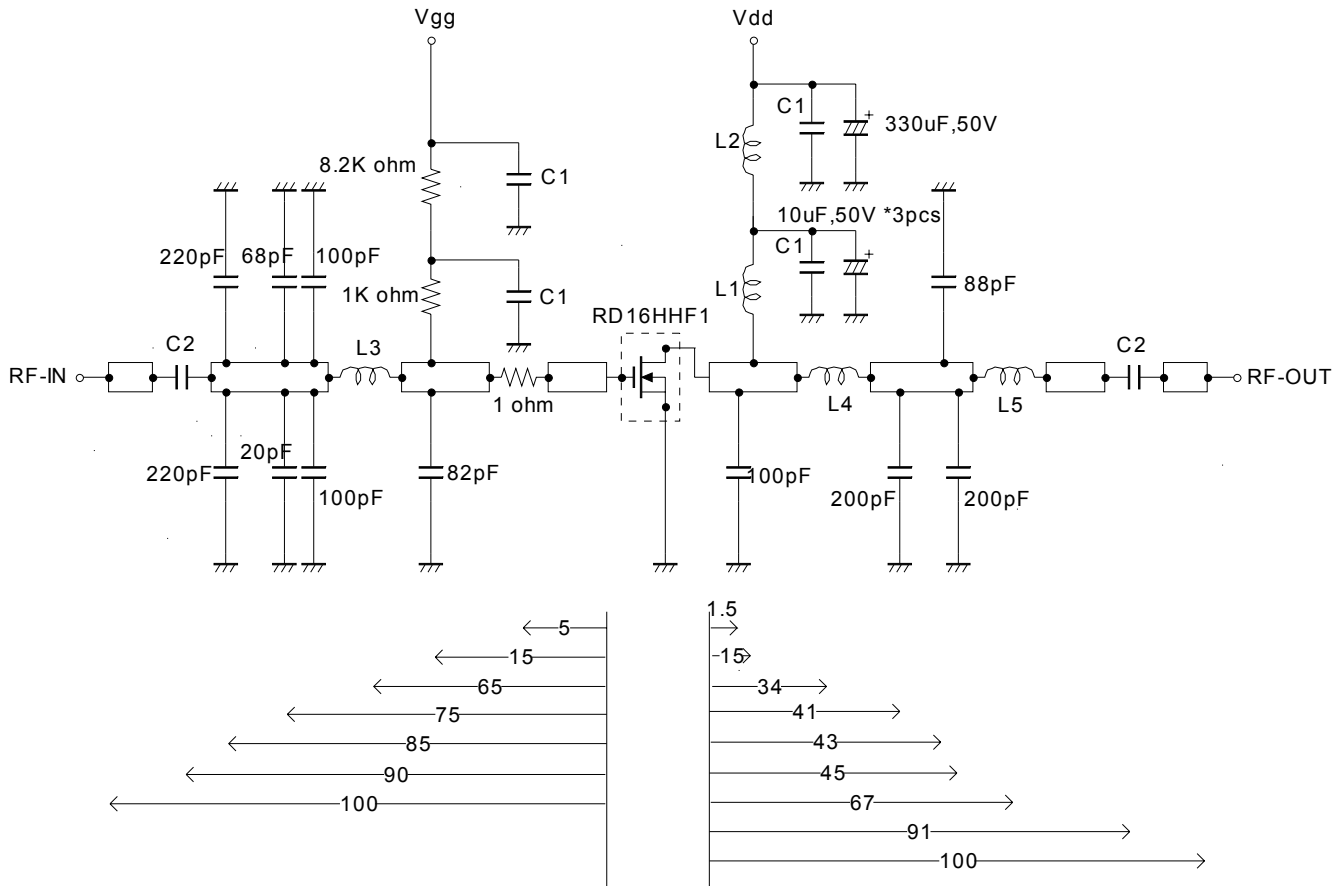 Vgg
Vdd
C1
330uF,50V
L2
8.2K ohm
C1
10uF,50V *3pcs
C1
220pF
68pF
100pF
1K ohm
C1
L1
88pF
RD16HHF1
C2
L3
C2
RF-IN
RF-OUT
1 ohm
L4
L5
220pF
20pF
100pF
82pF
100pF
200pF
200pF
1.5
5
15
15
65
34
75
41
85
43
90
45
100
67
91
100